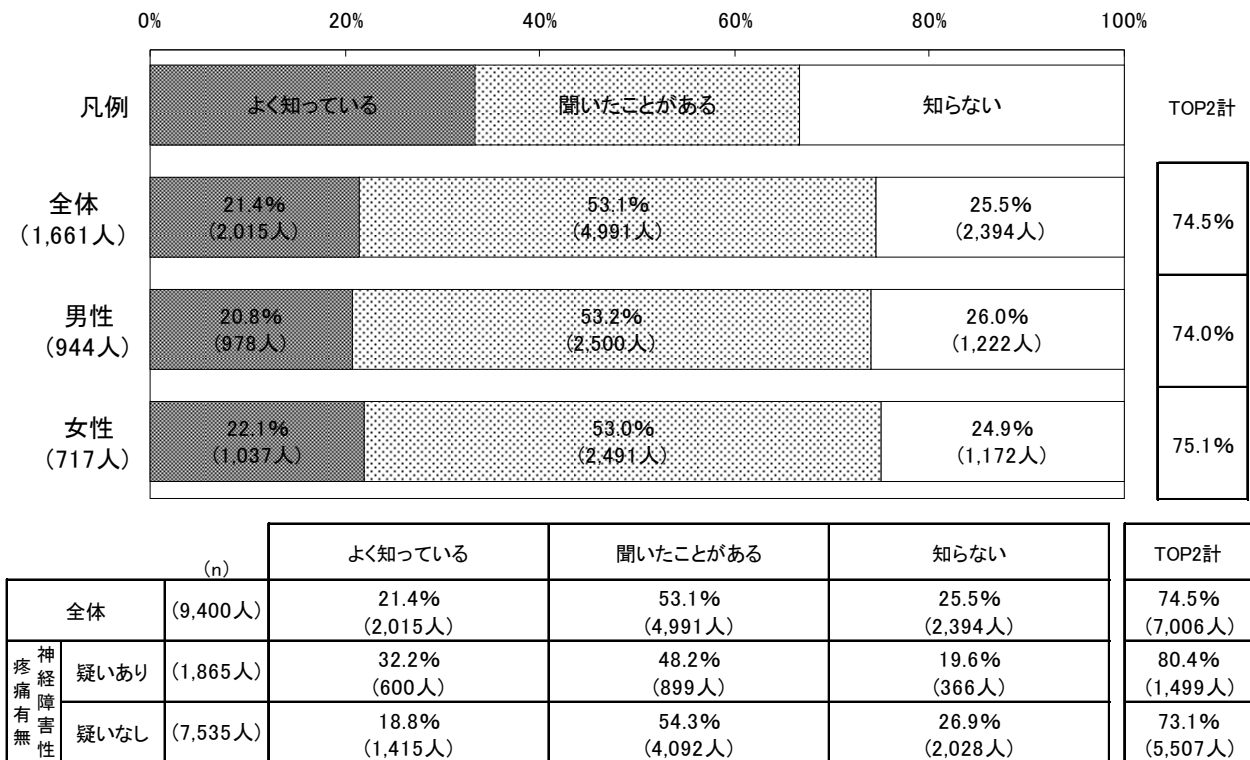 0% 20% 40% 60% 80% 100%
凡例 よく知っている 聞いたことがある 知らない TOP2計
全体 21.4% 53.1% 25.5% 74.5%
(1,661人) (2,015人) (4,991人) (2,394人)
男性 20.8% 53.2% 26.0% 74.0%
(944人) (978人) (2,500人) (1,222人)
女性 22.1% 53.0% 24.9% 75.1%
(717人) (1,037人) (2,491人) (1,172人)
(n) よく知っている 聞いたことがある 知らない TOP2計
全体 (9,400人) 21.4% 53.1% 25.5% 74.5%
(2,015人) (4,991人) (2,394人) (7,006人)
神経障害性
疼痛有無
疑いあり (1,865人) 32.2% 48.2% 19.6% 80.4%
(600人) (899人) (366人) (1,499人)
疑いなし (7,535人) 18.8% 54.3% 26.9% 73.1%
(1,415人) (4,092人) (2,028人) (5,507人)